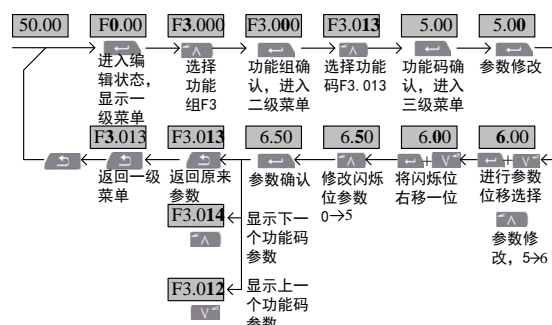 50.00
F0.00
F3.000
F3.000
F3.013
5.00
5.00
进入编
辑状态,
显示一
级菜单
选择
功能
组F3
功能组确
认，进入
二级菜单
选择功能
码F3.013
功能码确
认，进入
三级菜单
参数修改
F3.013
F3.013
6.50
6.50
6.00
6.00
返回一级
菜单
返回原来
参数
参数确认
修改闪烁
位参数
0→5
+
将闪烁位
右移一位
+
进行参数
位移选择
参数修
改，5→6
F3.014
显示下一
个功能码
参数
F3.012
显示上一
个功能码
参数